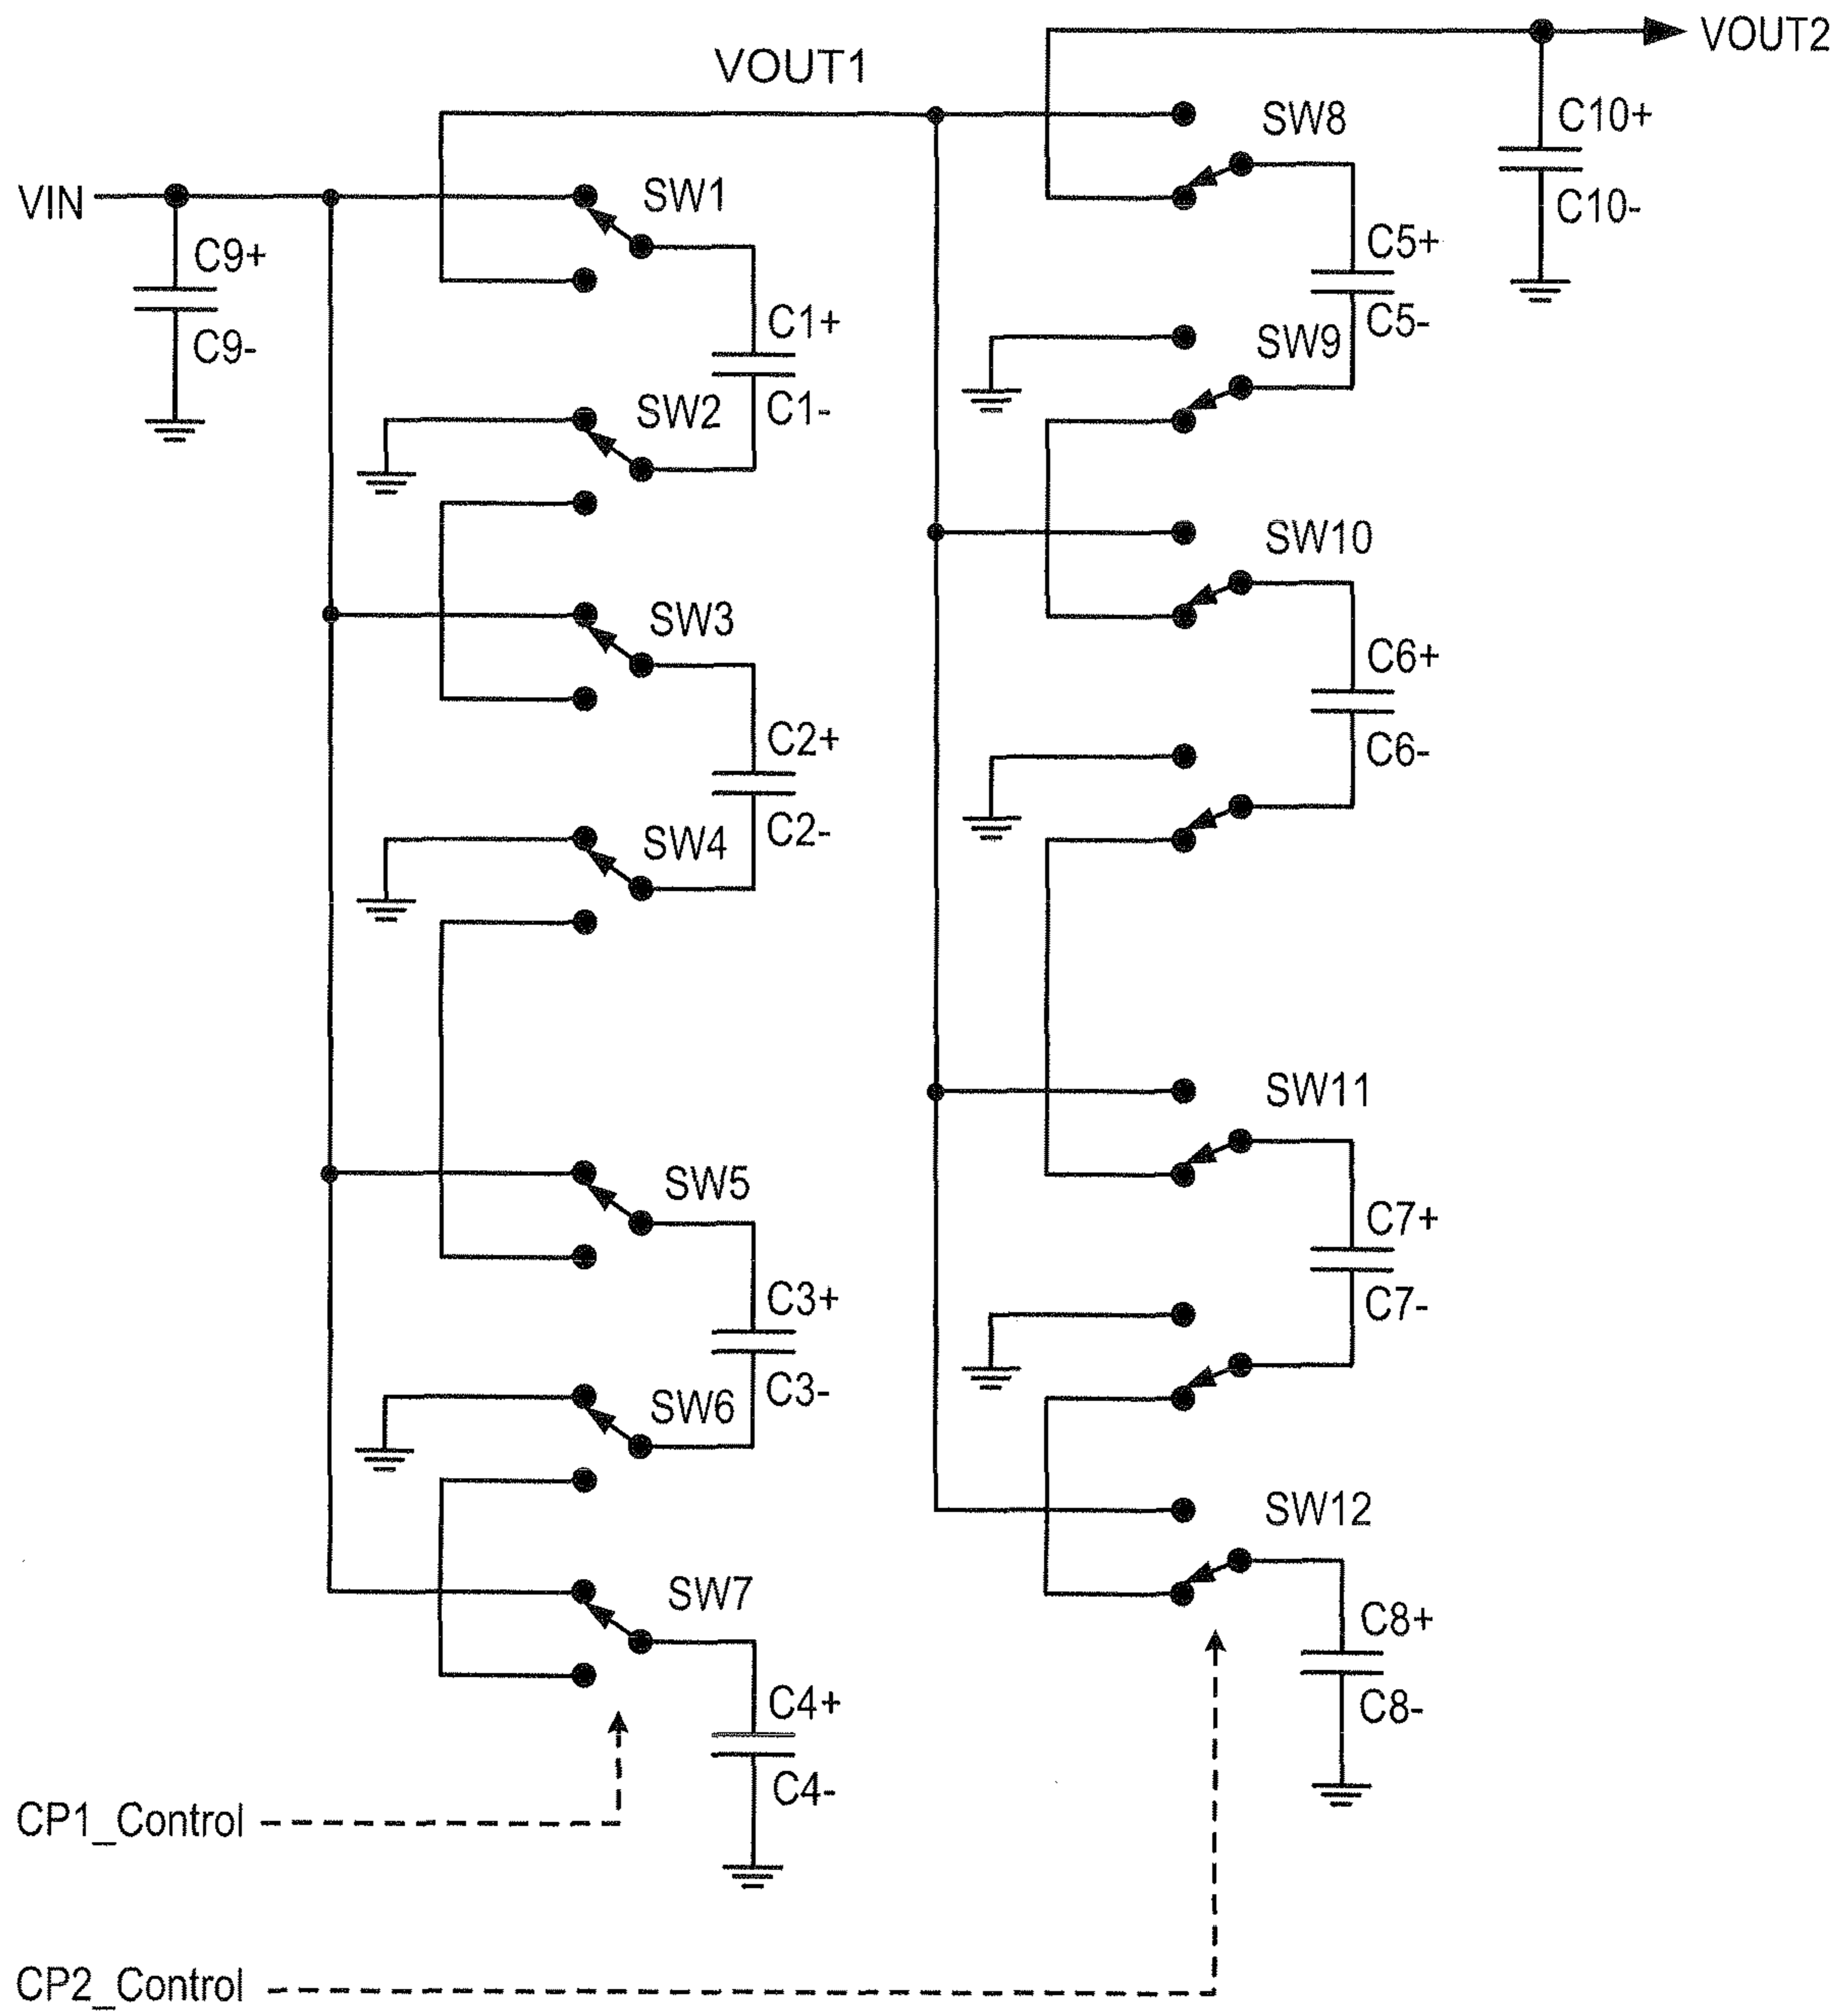 VOUT2
VOUT1
SW8
C10+
C10-
VIN
SW1
C9+
C9-
C5+
C5-
C1+
C1-
SW9
SW2
SW10
SW3
C6+
C6-
C2+
C2-
SW4
SW11
SW5
C7+
C7-
C3+
C3-
SW6
SW12
SW7
C8+
C8-
C4+
C4-
CP1_Control
CP2_Control